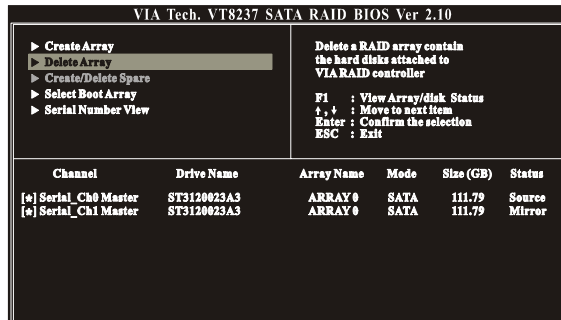 VIA Tech. VT8237 SATA RAID BIOS Ver 2.10
▶ Create Array
▶ Delete Array
▶ Create/Delete Spare
▶ Select Boot Array
▶ Serial Number View
Delete a RAID array contain
the hard disks attached to
VIA RAID controller
F1 : View Array/disk Status
↑,↓ : Move to next item
Enter : Confirm the selection
ESC : Exit
Channel Drive Name Array Name Mode Size (GB) Status
[*] Serial_Ch0 Master ST3120023A3 ARRAY 0 SATA 111.79 Source
[*] Serial_Ch1 Master ST3120023A3 ARRAY 0 SATA 111.79 Mirror